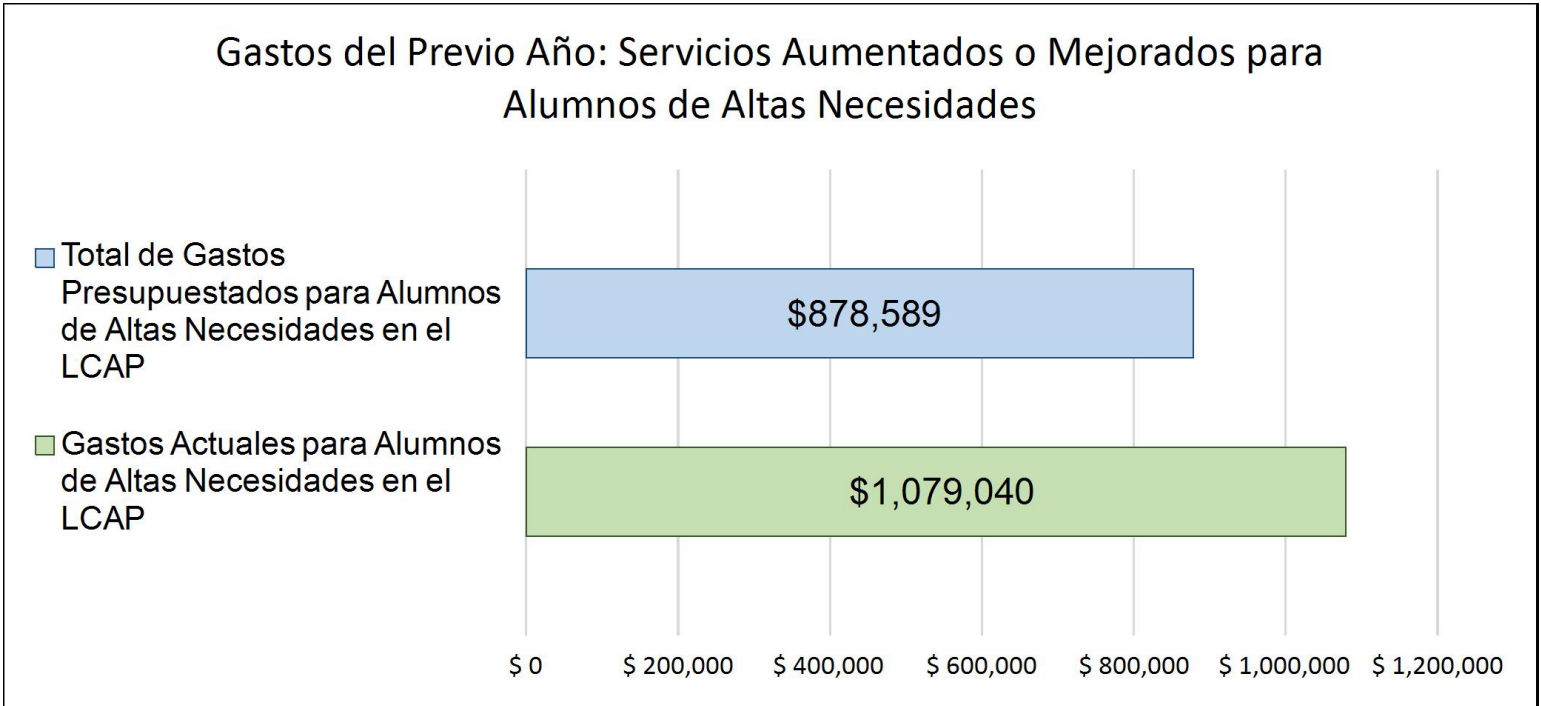 Gastos del Previo Año: Servicios Aumentados o Mejorados para
Alumnos de Altas Necesidades
Total de Gastos
Presupuestados para Alumnos
de Altas Necesidades en el
LCAP
$878,589
Gastos Actuales para Alumnos
de Altas Necesidades en el
LCAP
$1,079,040
$ 0 $ 200,000 $ 400,000 $ 600,000 $ 800,000 $ 1,000,000 $ 1,200,000